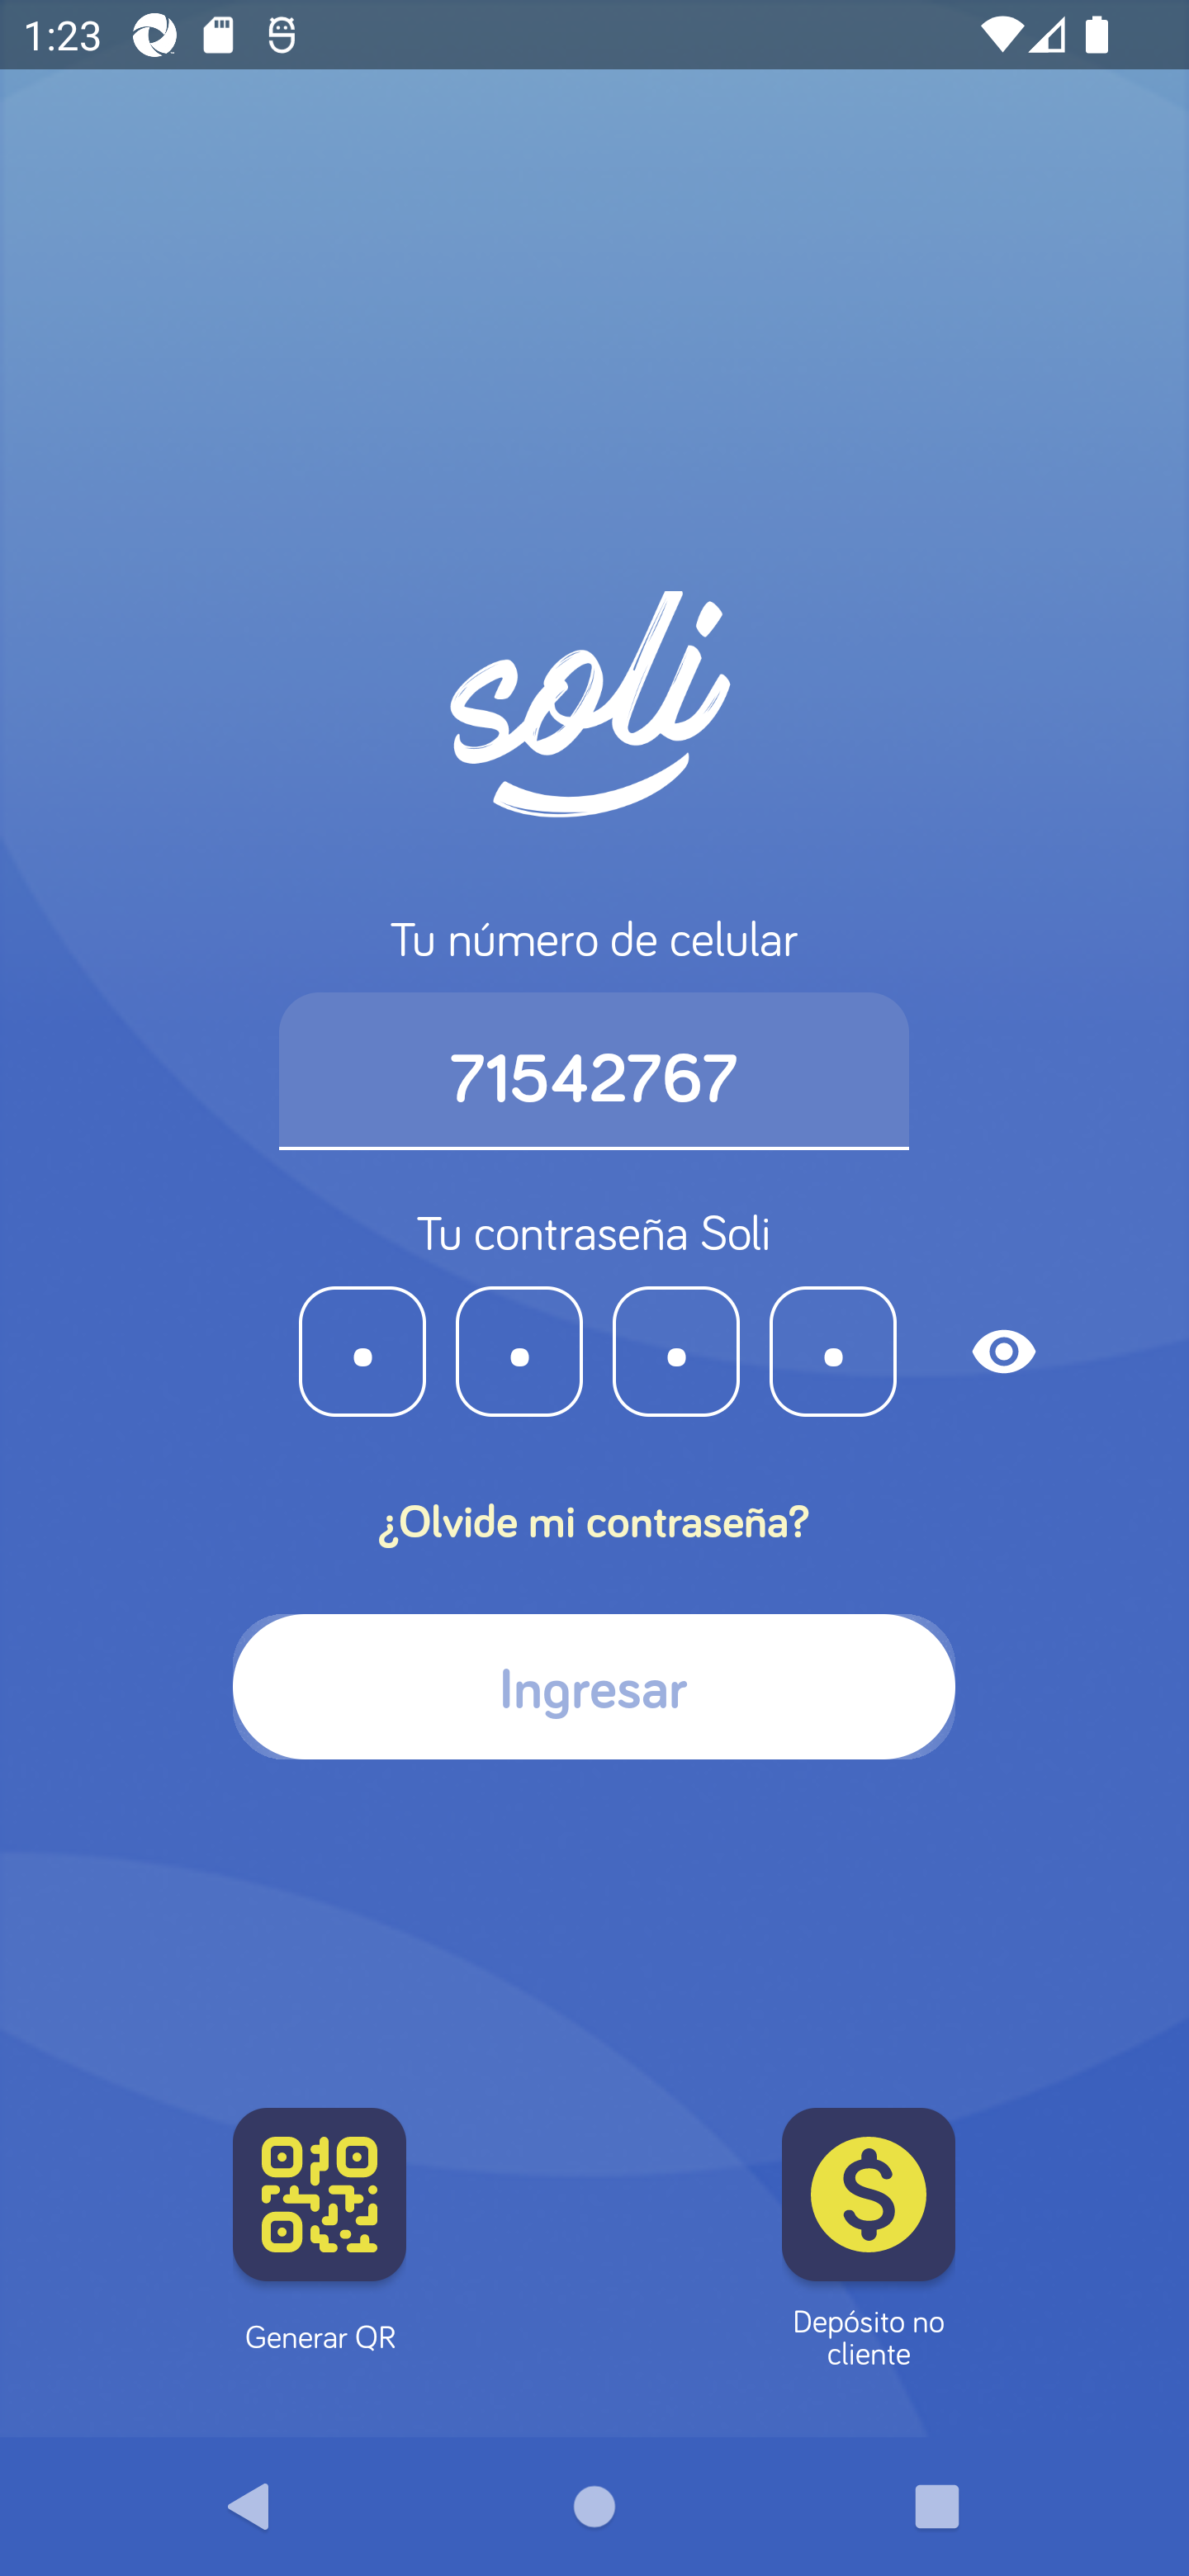 1:23
soli
Tu número de celular
71542767
Tu contraseña Soli
¿Olvide mi contraseña?
Ingresar
Generar QR
Depósito no
cliente